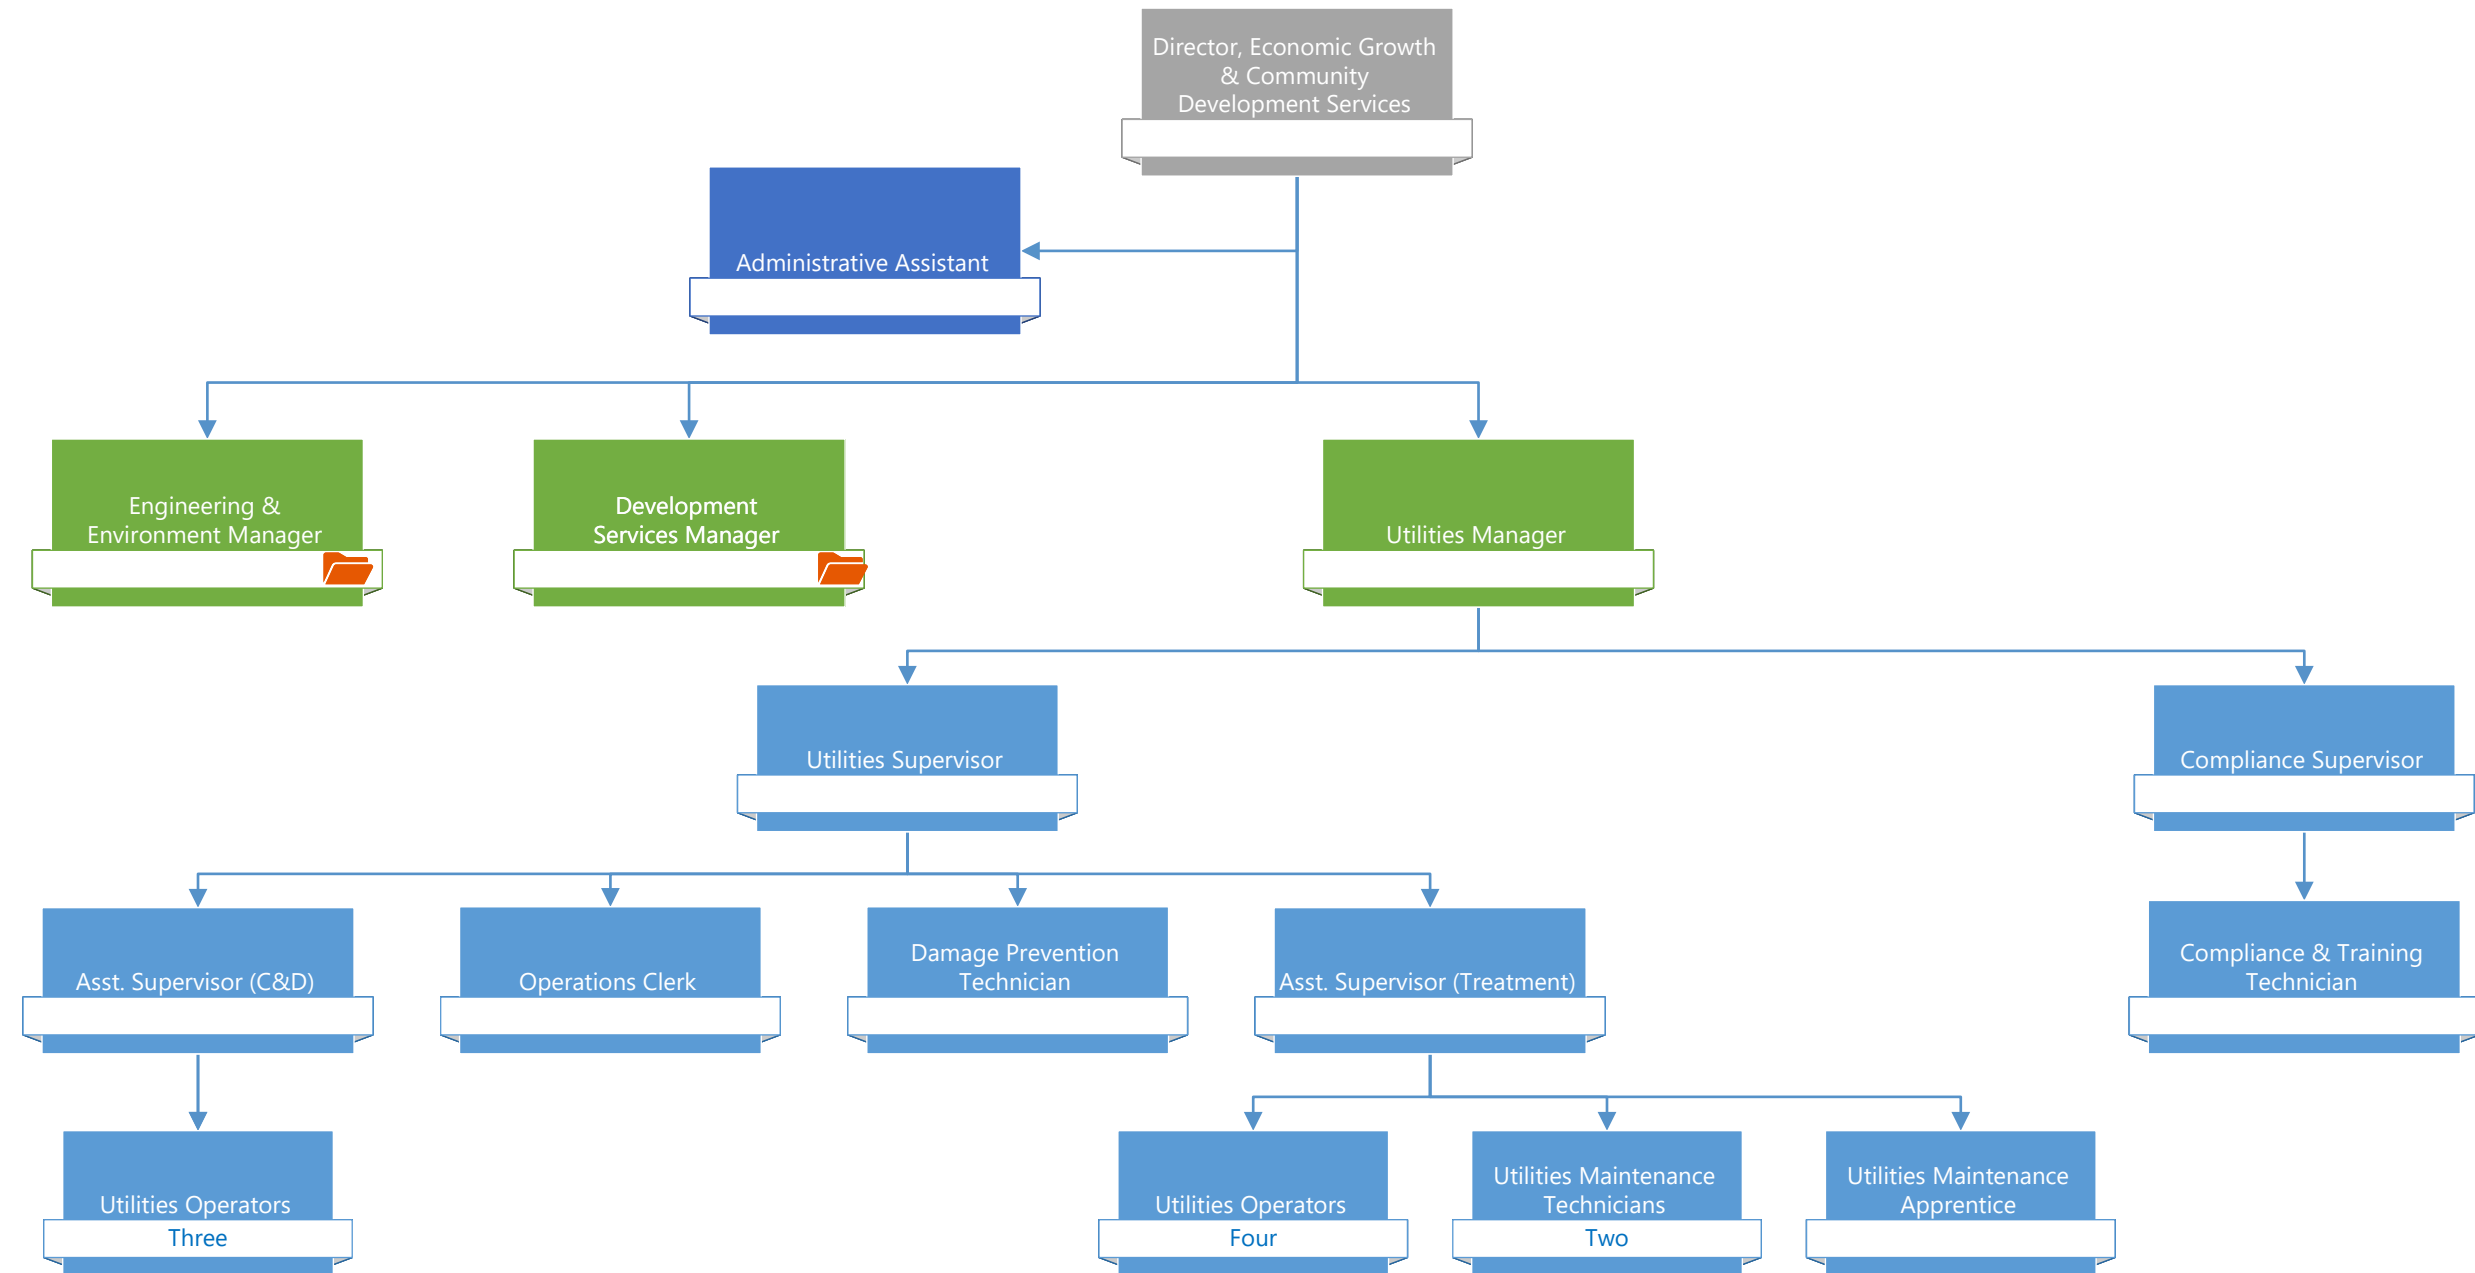 Director, Economic Growth
& Community
Development Services
Administrative Assistant
Engineering &
Environment Manager
Development
Services Manager
Utilities Manager
Utilities Supervisor
Compliance Supervisor
Asst. Supervisor (C&D)
Operations Clerk
Damage Prevention
Technician
Asst. Supervisor (Treatment)
Compliance & Training
Technician
Utilities Operators
Three
Utilities Operators
Four
Utilities Maintenance
Technicians
Two
Utilities Maintenance
Apprentice